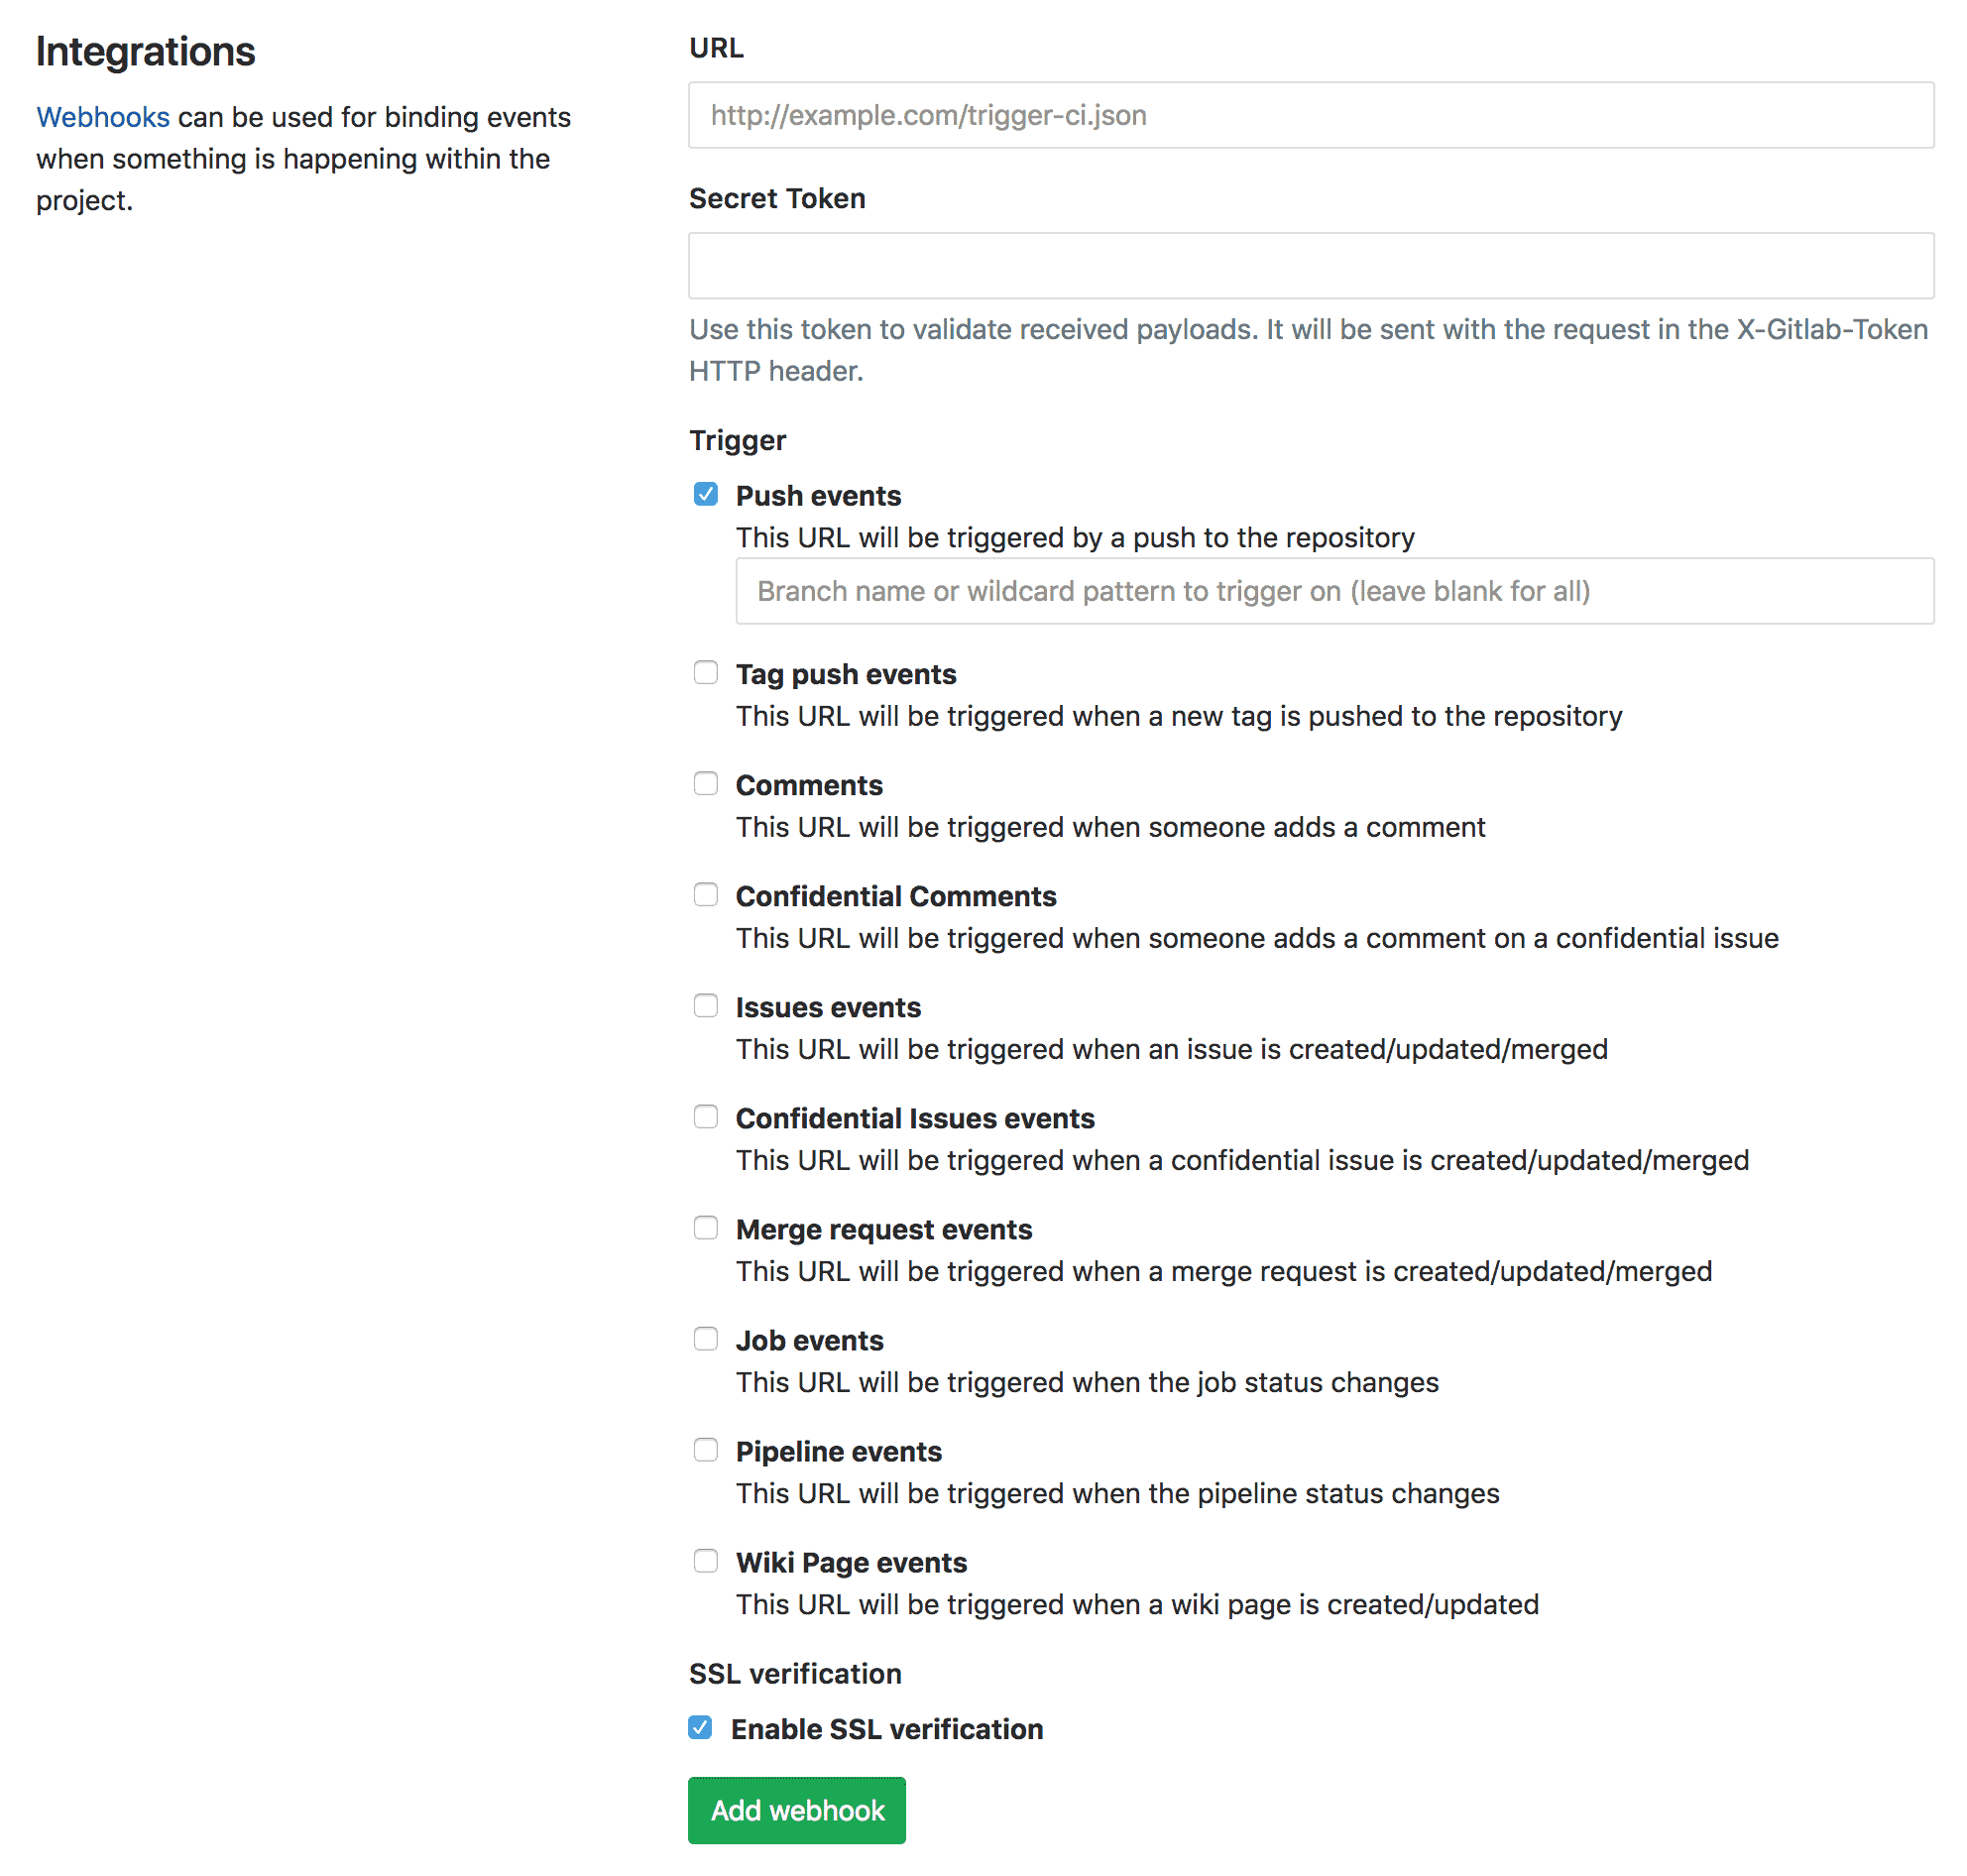 Integrations
Webhooks can be used for binding events
when something is happening within the
project.
URL
http://example.com/trigger-ci.json
Secret Token
Use this token to validate received payloads. It will be sent with the request in the X-Gitlab-Token
HTTP header.
Trigger
Push events
This URL will be triggered by a push to the repository
Branch name or wildcard pattern to trigger on (leave blank for all)
Tag push events
This URL will be triggered when a new tag is pushed to the repository
Comments
This URL will be triggered when someone adds a comment
Confidential Comments
This URL will be triggered when someone adds a comment on a confidential issue
Issues events
This URL will be triggered when an issue is created/updated/merged
Confidential Issues events
This URL will be triggered when a confidential issue is created/updated/merged
Merge request events
This URL will be triggered when a merge request is created/updated/merged
Job events
This URL will be triggered when the job status changes
Pipeline events
This URL will be triggered when the pipeline status changes
Wiki Page events
This URL will be triggered when a wiki page is created/updated
SSL verification
Enable SSL verification
Add webhook